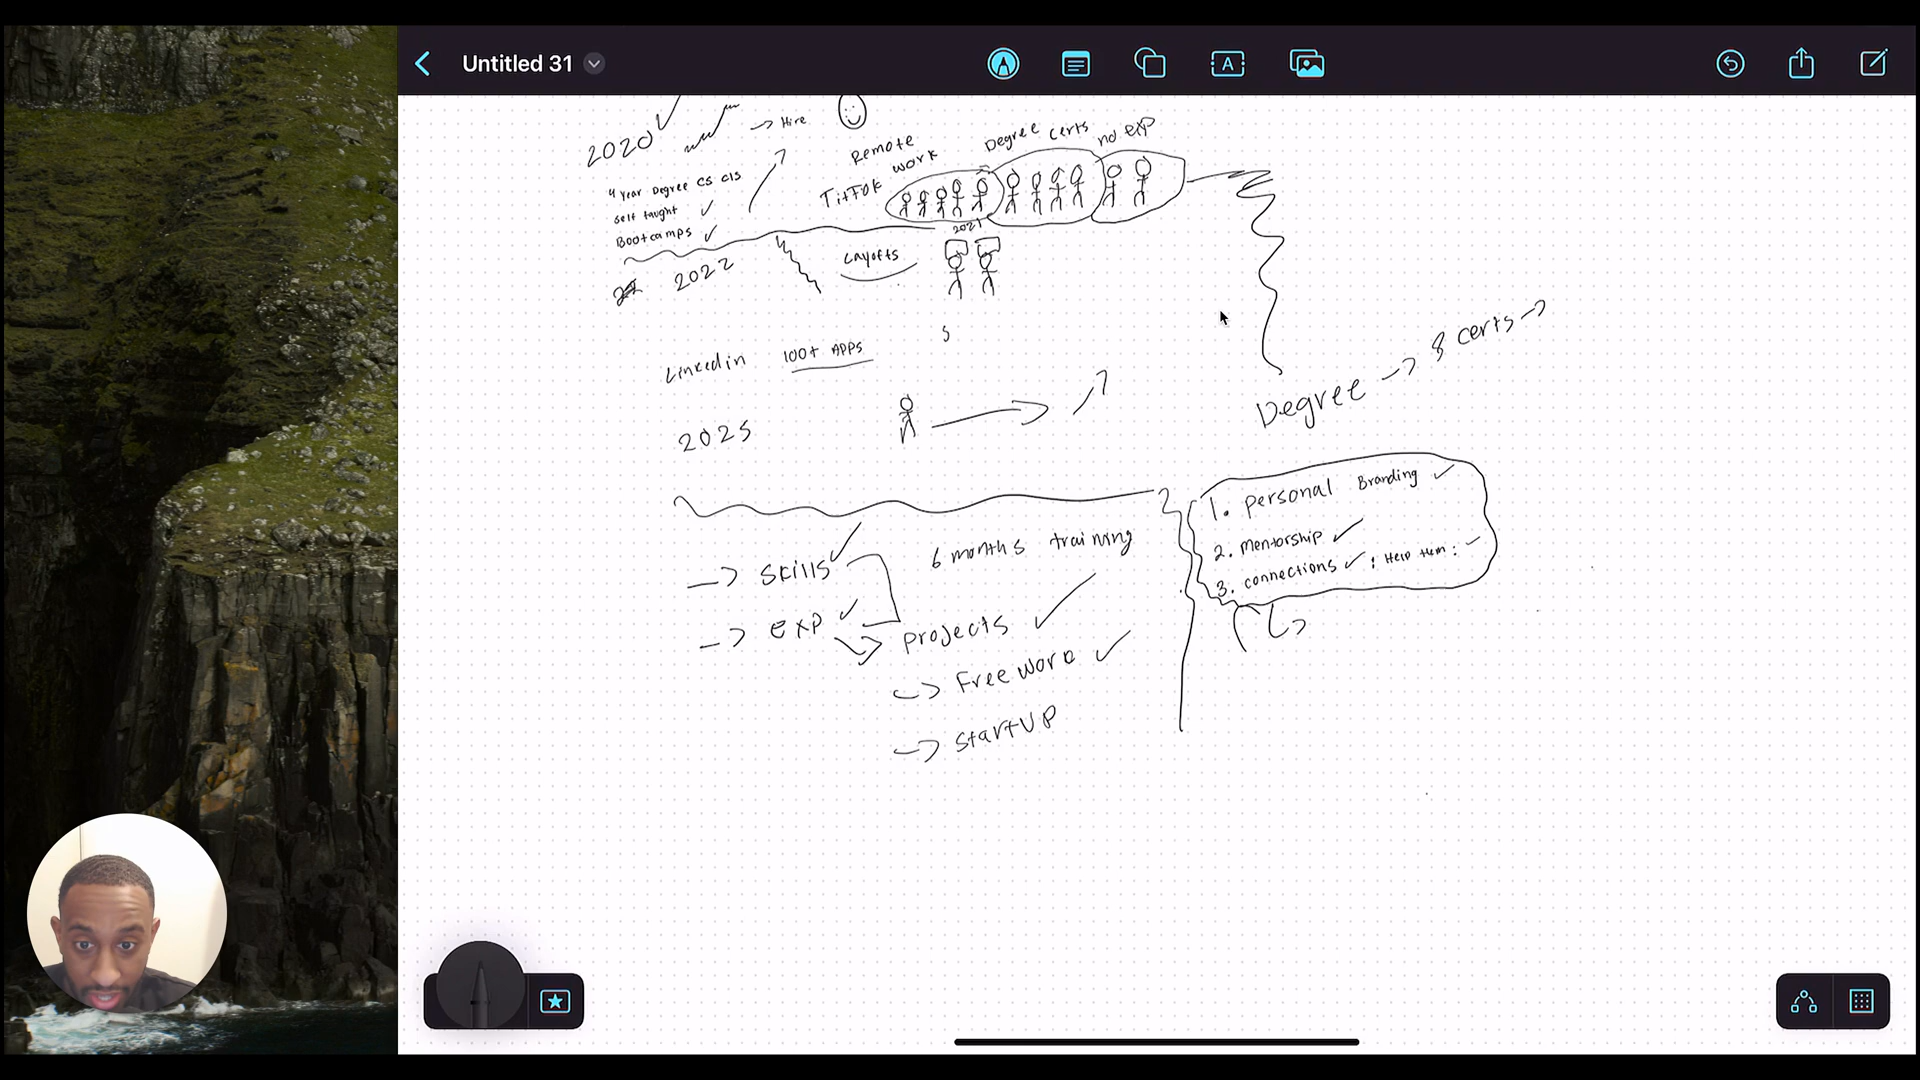 Untitled 31
2020 → Hire
4 Year Degree CS CIS
self taught
Bootcamps
Remote work
TikTok
Degree certs
no exp
2021
2022
Layoffs
Linkedin 100+ APPS
2025
Degree → 8 certs →
→ skills
→ exp
6 months training
projects
Free work
startup
1. personal Branding
2. mentorship
3. connections : Help them :